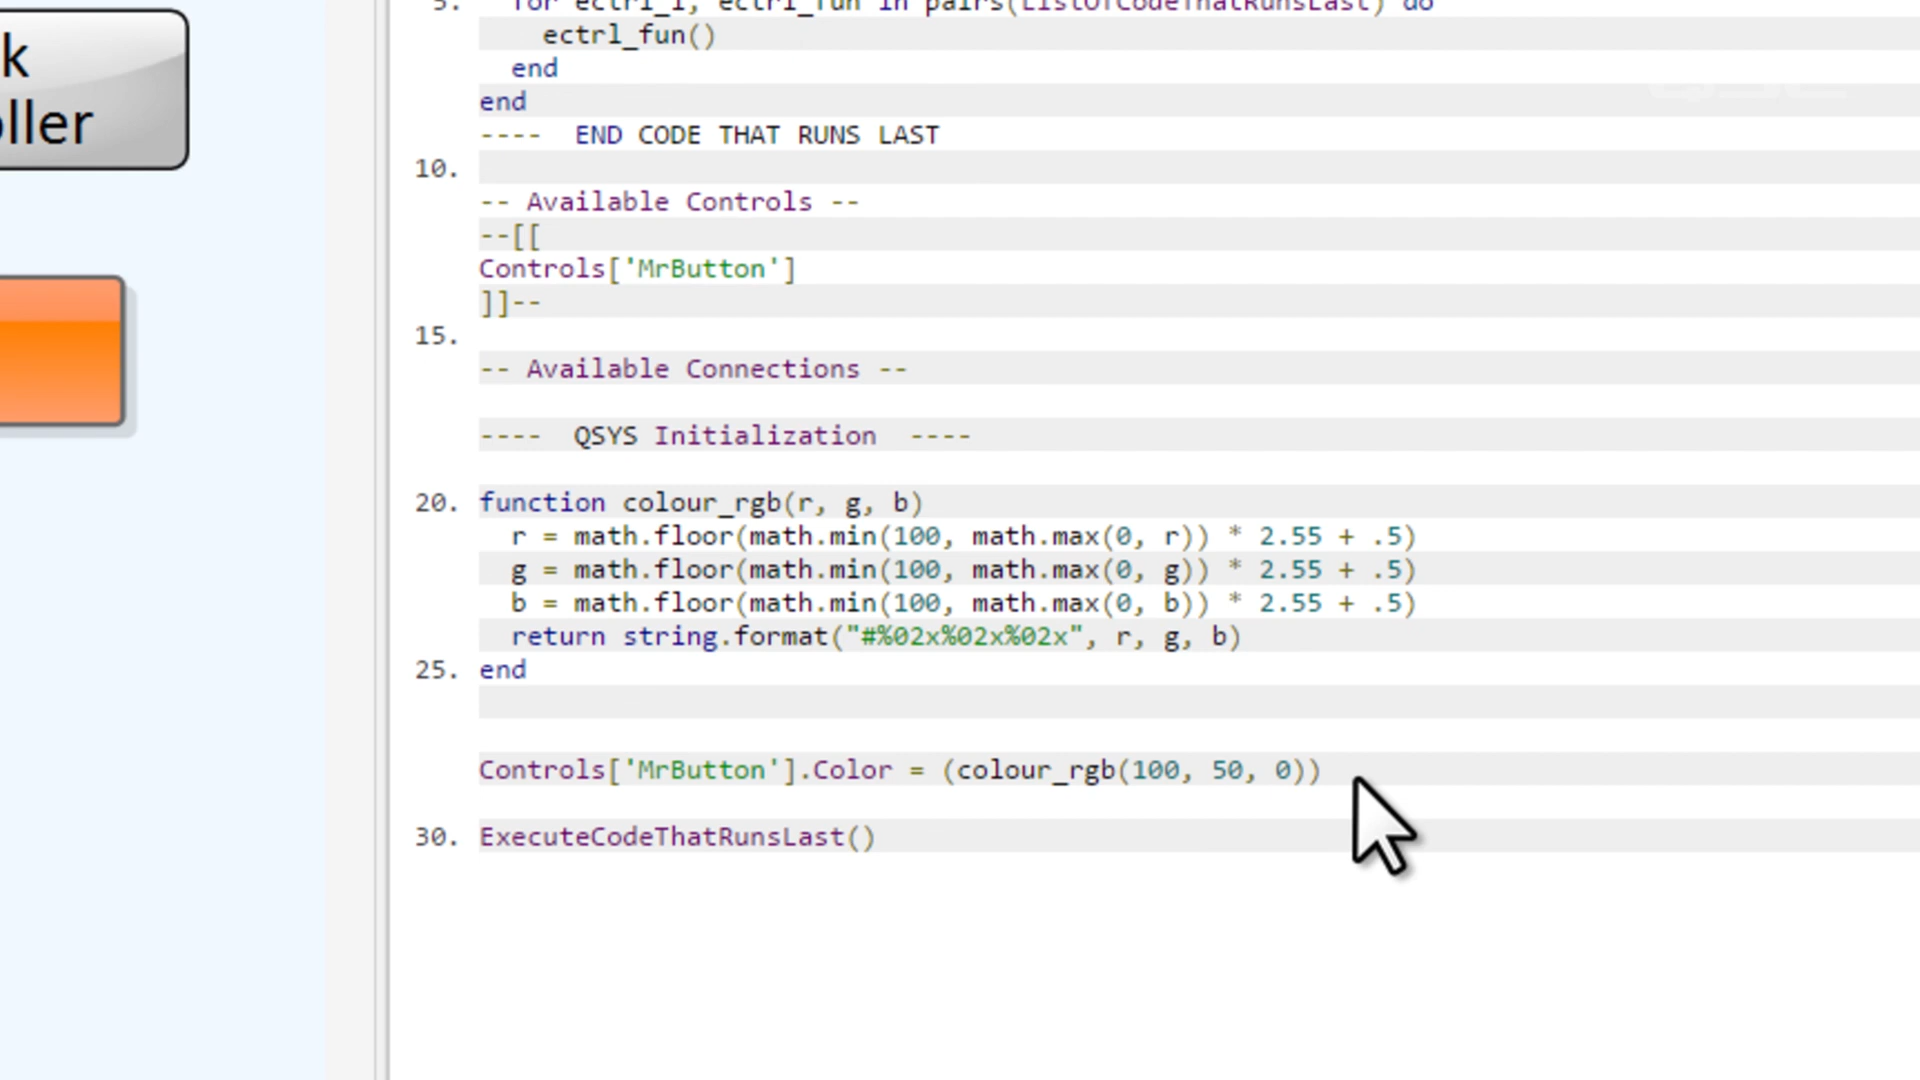 k
oller
5. for ectrl_i, ectrl_fun in pairs(ListOfCodeThatRunsLast) do
ectrl_fun()
end
end
---- END CODE THAT RUNS LAST
10.
-- Available Controls --
--[[
Controls['MrButton']
]]--
15.
-- Available Connections --
---- QSYS Initialization ----
20. function colour_rgb(r, g, b)
r = math.floor(math.min(100, math.max(0, r)) * 2.55 + .5)
g = math.floor(math.min(100, math.max(0, g)) * 2.55 + .5)
b = math.floor(math.min(100, math.max(0, b)) * 2.55 + .5)
return string.format("#%02x%02x%02x", r, g, b)
25. end
Controls['MrButton'].Color = (colour_rgb(100, 50, 0))
30. ExecuteCodeThatRunsLast()